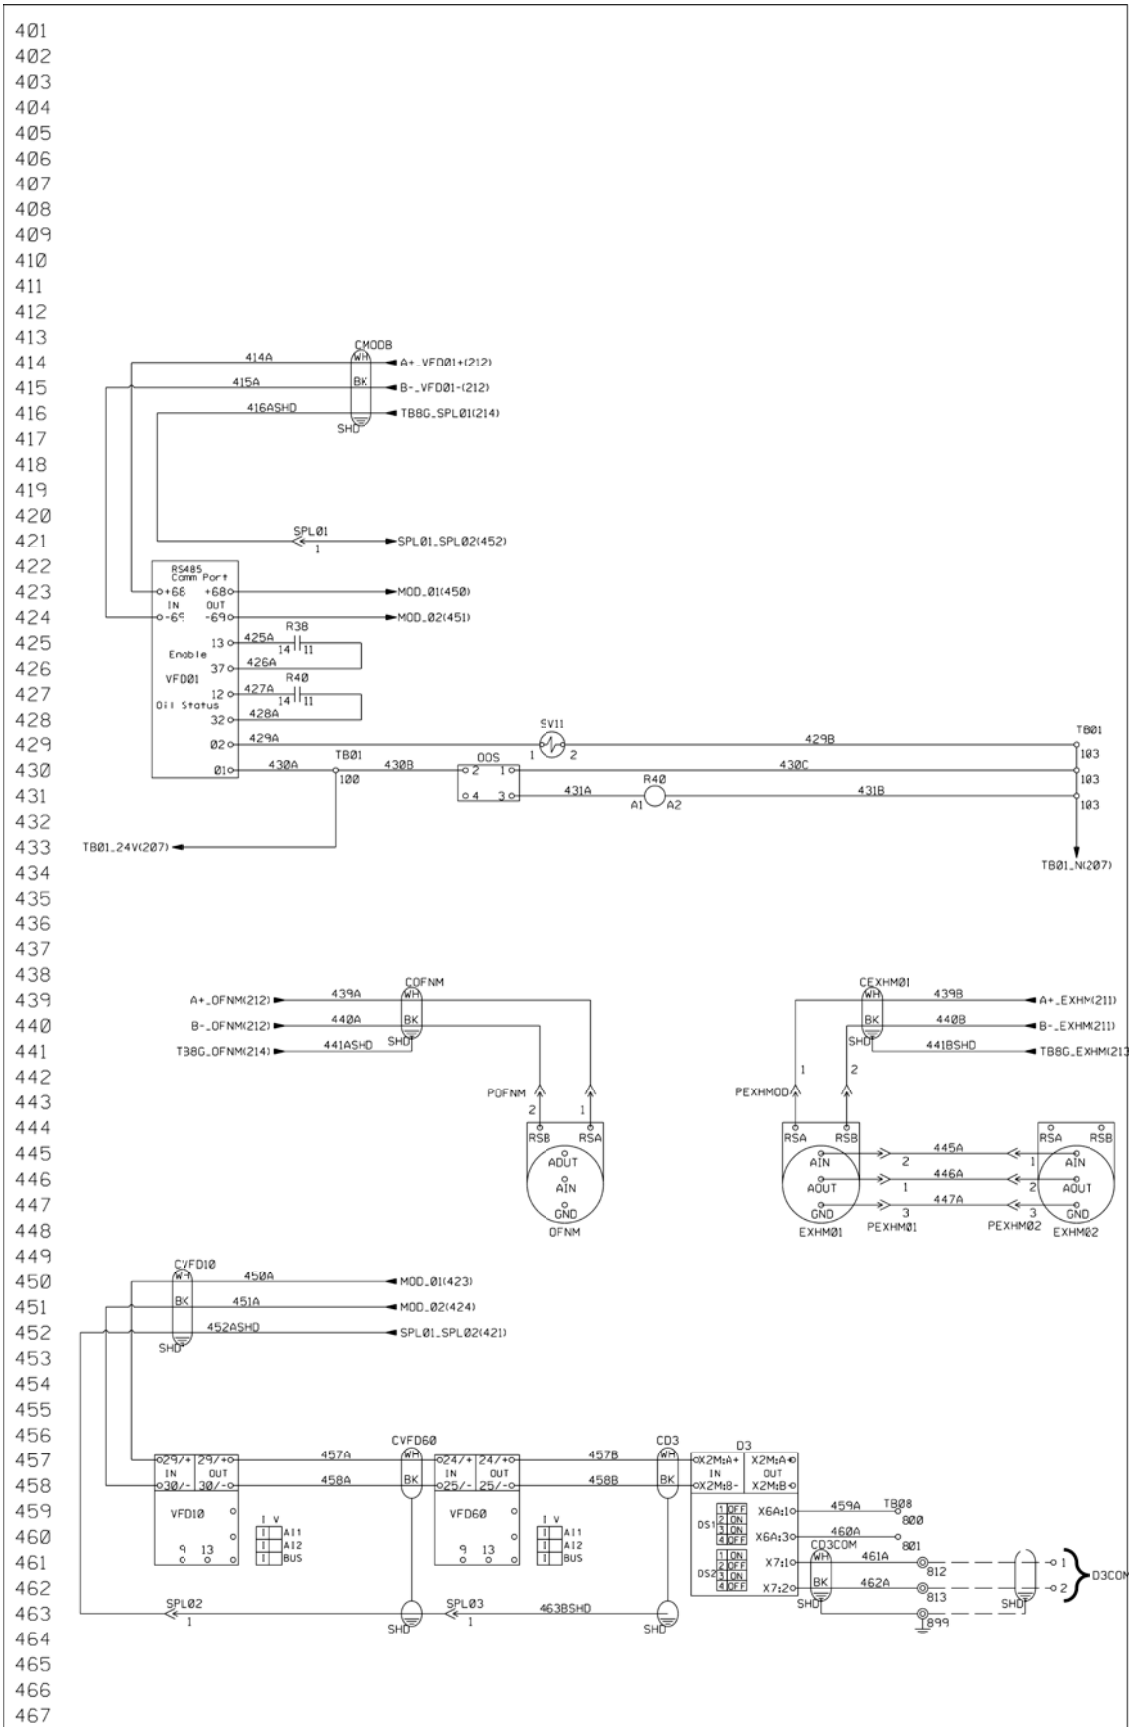 401
402
403
404
405
406
407
408
409
410
411
412
413
CMODB
414 414A WH A+_VFD01+(212)
415 415A BK B-_VFD01-(212)
416 416ASHD TB8G_SPL01(214)
SHD
417
418
419
420
SPL01
421 1 SPL01_SPL02(452)
422
RS485
Comm Port
423 +68 +68 MOD_01(450)
IN OUT
424 -69 -69 MOD_02(451)
R38
425 13 425A 14 11
Enable
426 37 426A
VFD01 R40
427 12 427A 14 11
Oil Status
428 32 428A
SV11 TB01
429 02 429A 1 2 429B 103
TB01 OOS
430 01 430A 100 430B 2 1 430C 103
R40
431 4 3 431A A1 A2 431B 103
432
433 TB01_24V(207)
TB01_N(207)
434
435
436
437
438
COFNM CEXHM01
439 A+_OFNM(212) 439A WH WH 439B A+_EXHM(211)
440 B-_OFNM(212) 440A BK BK 440B B-_EXHM(211)
SHD SHD
441 TB8G_OFNM(214) 441ASHD 441BSHD TB8G_EXHM(213
442 1 2
POFNM PEXHMOD
443 2 1
444 RSB RSA RSA RSB RSA RSB
445 AOUT AIN 2 445A 1 AIN
446 AIN AOUT 1 446A 2 AOUT
447 GND GND 3 447A 3 GND
448 OFNM EXHM01 PEXHM01 PEXHM02 EXHM02
449
CVFD10
450 WH 450A MOD_01(423)
451 BK 451A MOD_02(424)
452 452ASHD SPL01_SPL02(421)
SHD
453
454
455
456
CVFD60 CD3 D3
457 29/+ 29/+ 457A WH 24/+ 24/+ 457B WH X2M:A+ X2M:A+
IN OUT IN OUT IN OUT
458 30/- 30/- 458A BK 25/- 25/- 458B BK X2M:B- X2M:B-
459 VFD10 VFD60 X6A:1 459A TB08
800
I V I V
DS1 1 OFF
2 ON
3 ON
4 OFF
460 I AI1 I AI1 X6A:3 460A 801
I AI2 I AI2
461 9 13 I BUS 9 13 I BUS X7:1 CD3COM WH 461A 812 1
DS2 1 ON
2 OFF
3 ON
4 OFF
D3COM
462 X7:2 BK 462A 813 2
SPL02 SPL03 SHD SHD
463 1 1 463BSHD 899
SHD SHD
464
465
466
467